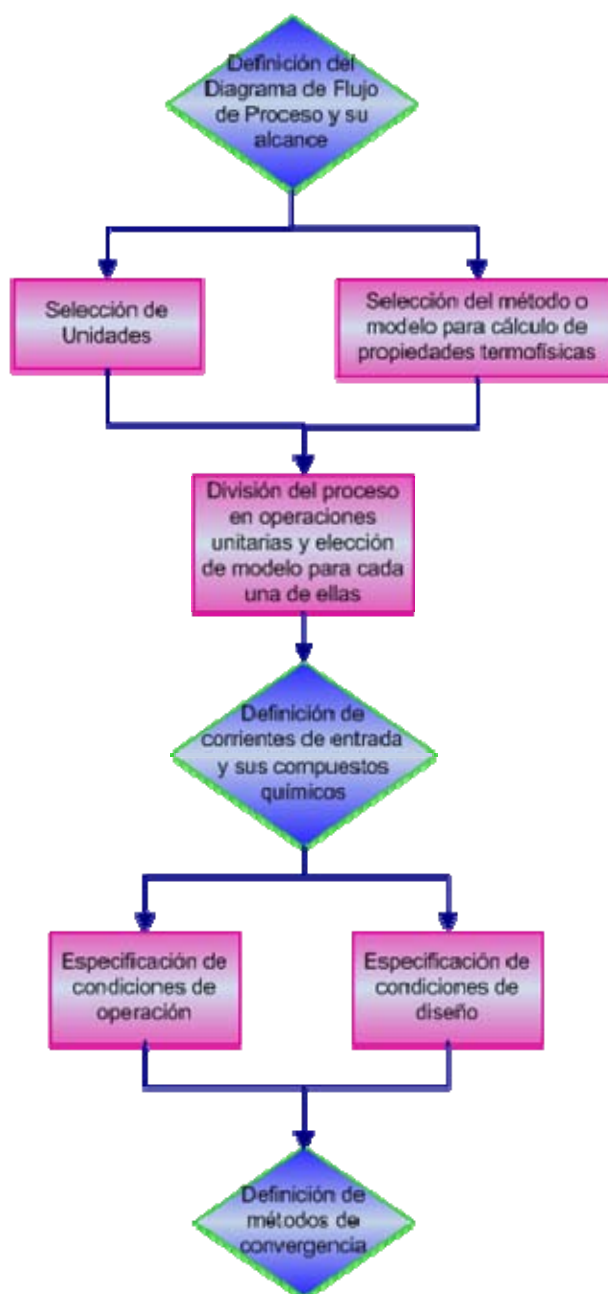 Definición del
Diagrama de Flujo
de Proceso y su
alcance
Selección de
Unidades
Selección del método o
modelo para cálculo de
propiedades termofísicas
División del proceso
en operaciones
unitarias y elección
de modelo para cada
una de ellas
Definición de
corrientes de entrada
y sus compuestos
químicos
Especificación de
condiciones de
operación
Especificación de
condiciones de
diseño
Definición de
métodos de
convergencia